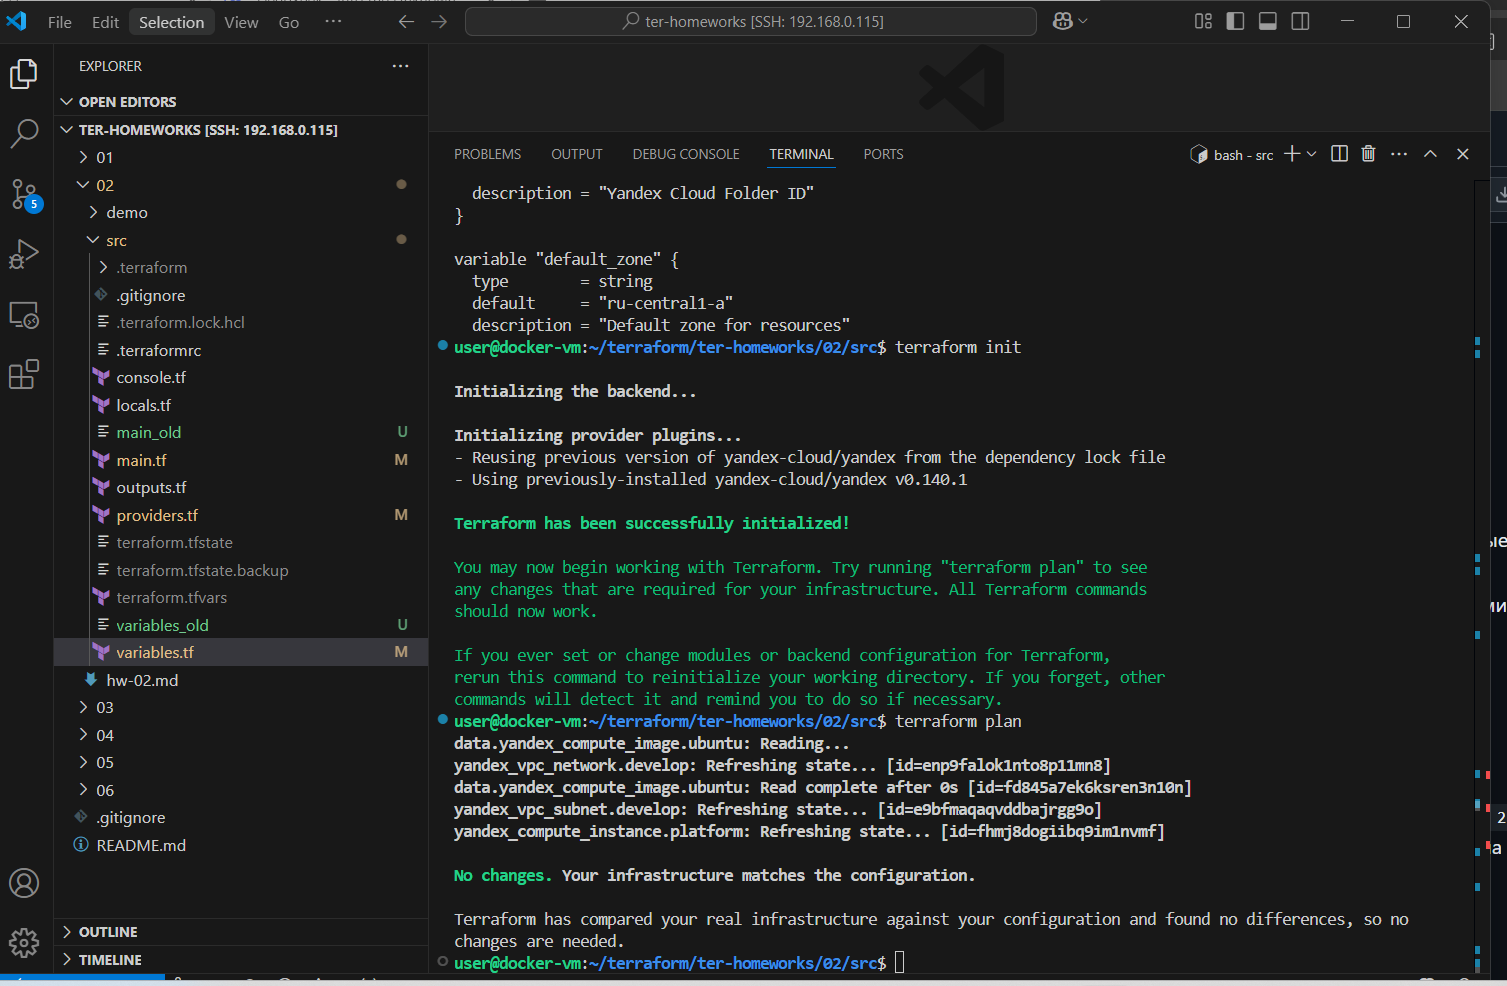 File Edit Selection View Go ··· ter-homeworks [SSH: 192.168.0.115]
EXPLORER
OPEN EDITORS
TER-HOMEWORKS [SSH: 192.168.0.115]
01
02
demo
src
.terraform
.gitignore
.terraform.lock.hcl
.terraformrc
console.tf
locals.tf
main_old U
main.tf M
outputs.tf
providers.tf M
terraform.tfstate
terraform.tfstate.backup
terraform.tfvars
variables_old U
variables.tf M
hw-02.md
03
04
05
06
.gitignore
README.md
OUTLINE
TIMELINE
5
PROBLEMS OUTPUT DEBUG CONSOLE TERMINAL PORTS
bash - src
description = "Yandex Cloud Folder ID"
}
variable "default_zone" {
type = string
default = "ru-central1-a"
description = "Default zone for resources"
user@docker-vm:~/terraform/ter-homeworks/02/src$ terraform init
Initializing the backend...
Initializing provider plugins...
- Reusing previous version of yandex-cloud/yandex from the dependency lock file
- Using previously-installed yandex-cloud/yandex v0.140.1
Terraform has been successfully initialized!
You may now begin working with Terraform. Try running "terraform plan" to see
any changes that are required for your infrastructure. All Terraform commands
should now work.
If you ever set or change modules or backend configuration for Terraform,
rerun this command to reinitialize your working directory. If you forget, other
commands will detect it and remind you to do so if necessary.
user@docker-vm:~/terraform/ter-homeworks/02/src$ terraform plan
data.yandex_compute_image.ubuntu: Reading...
yandex_vpc_network.develop: Refreshing state... [id=enp9falok1nto8p11mn8]
data.yandex_compute_image.ubuntu: Read complete after 0s [id=fd845a7ek6ksren3n10n]
yandex_vpc_subnet.develop: Refreshing state... [id=e9bfmaqaqvddbajrgg9o]
yandex_compute_instance.platform: Refreshing state... [id=fhmj8dogiibq9im1nvmf]
No changes. Your infrastructure matches the configuration.
Terraform has compared your real infrastructure against your configuration and found no differences, so no
changes are needed.
user@docker-vm:~/terraform/ter-homeworks/02/src$
2
а